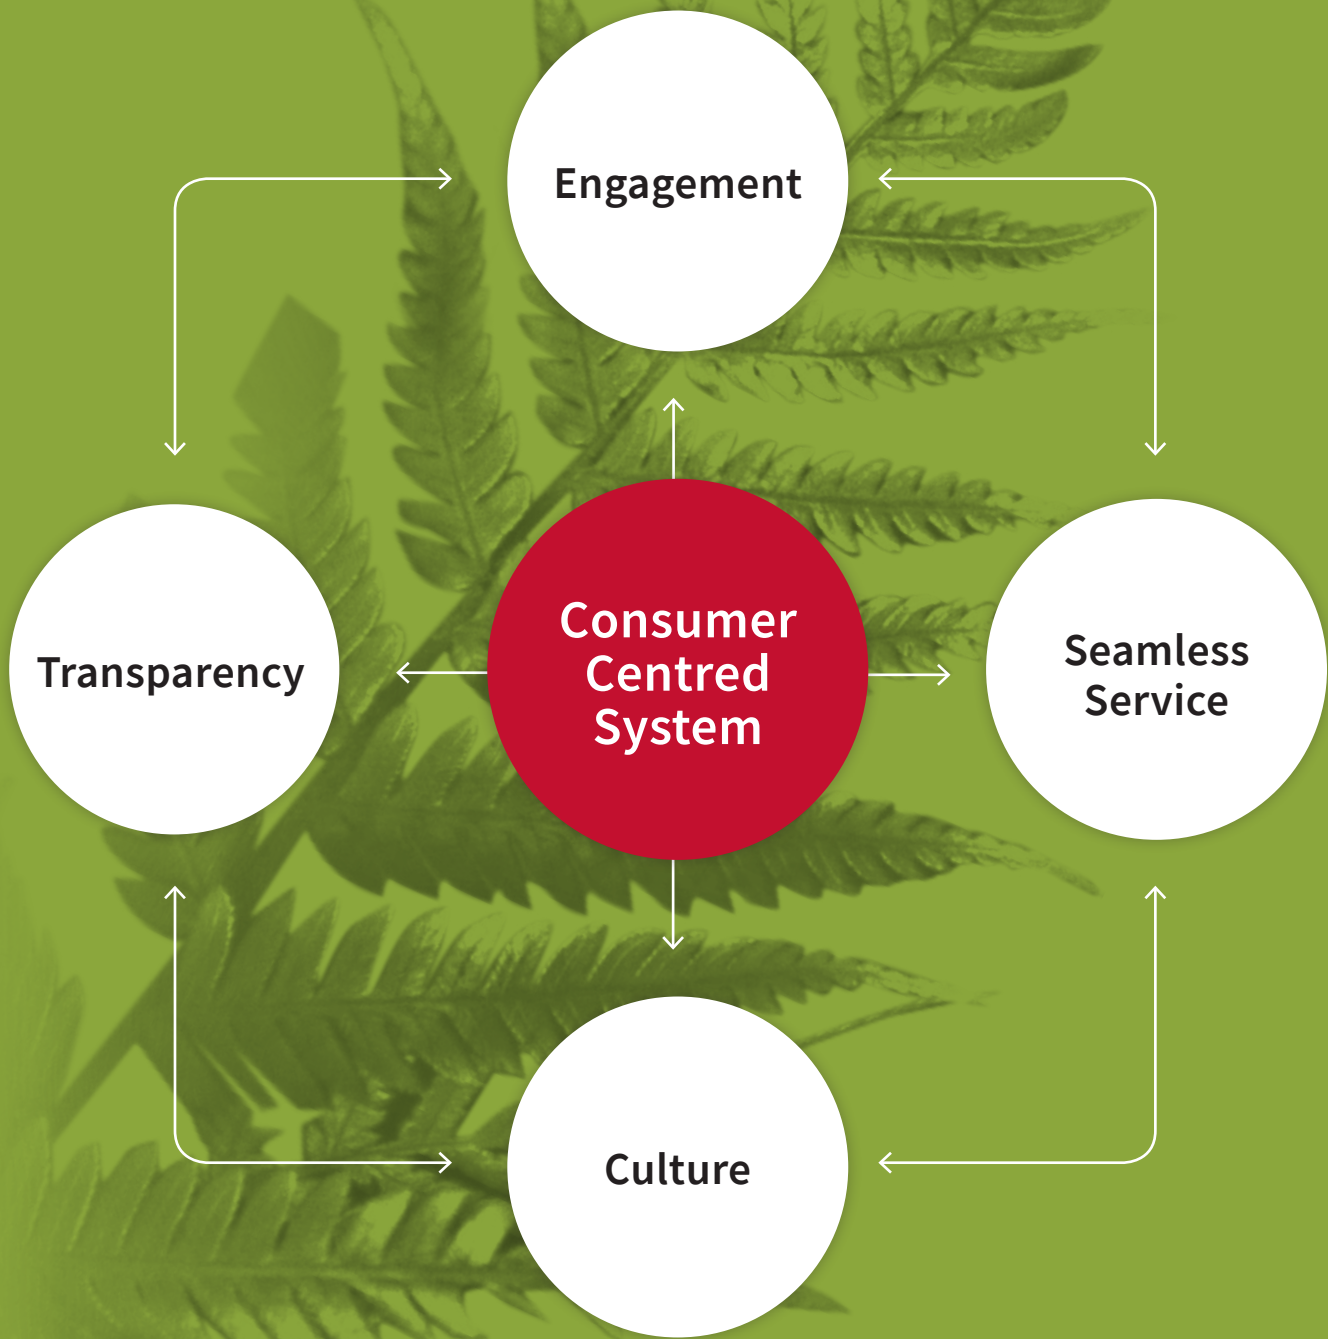 Engagement
Transparency
Consumer
Centred
System
Seamless
Service
Culture